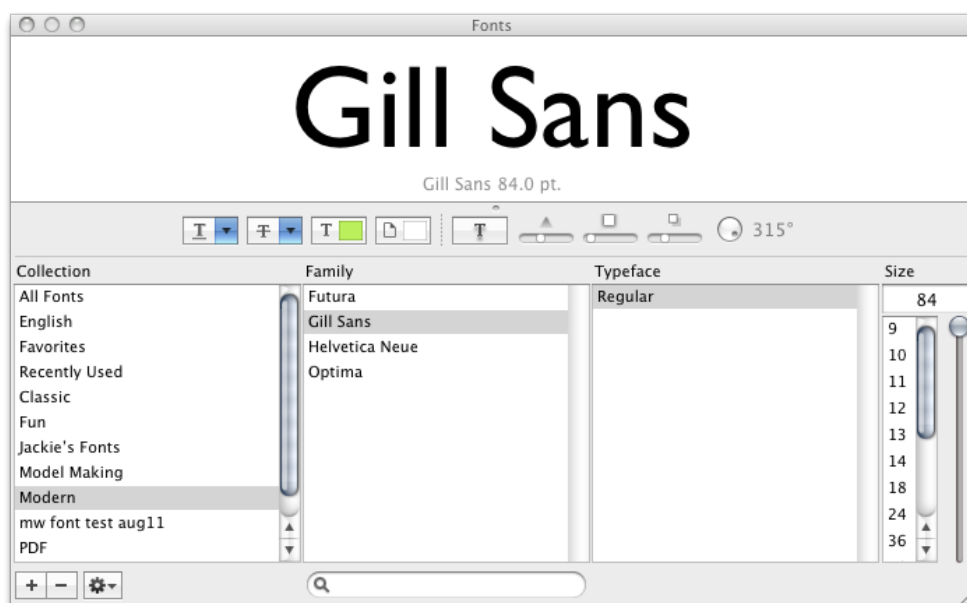 Fonts
Gill Sans
Gill Sans 84.0 pt.
T T T T 315°
Collection Family Typeface Size
All Fonts Futura Regular 84
English Gill Sans 9
Favorites Helvetica Neue 10
Recently Used Optima 11
Classic 12
Fun 13
Jackie's Fonts 14
Model Making 18
Modern 24
mw font test aug11 36
PDF